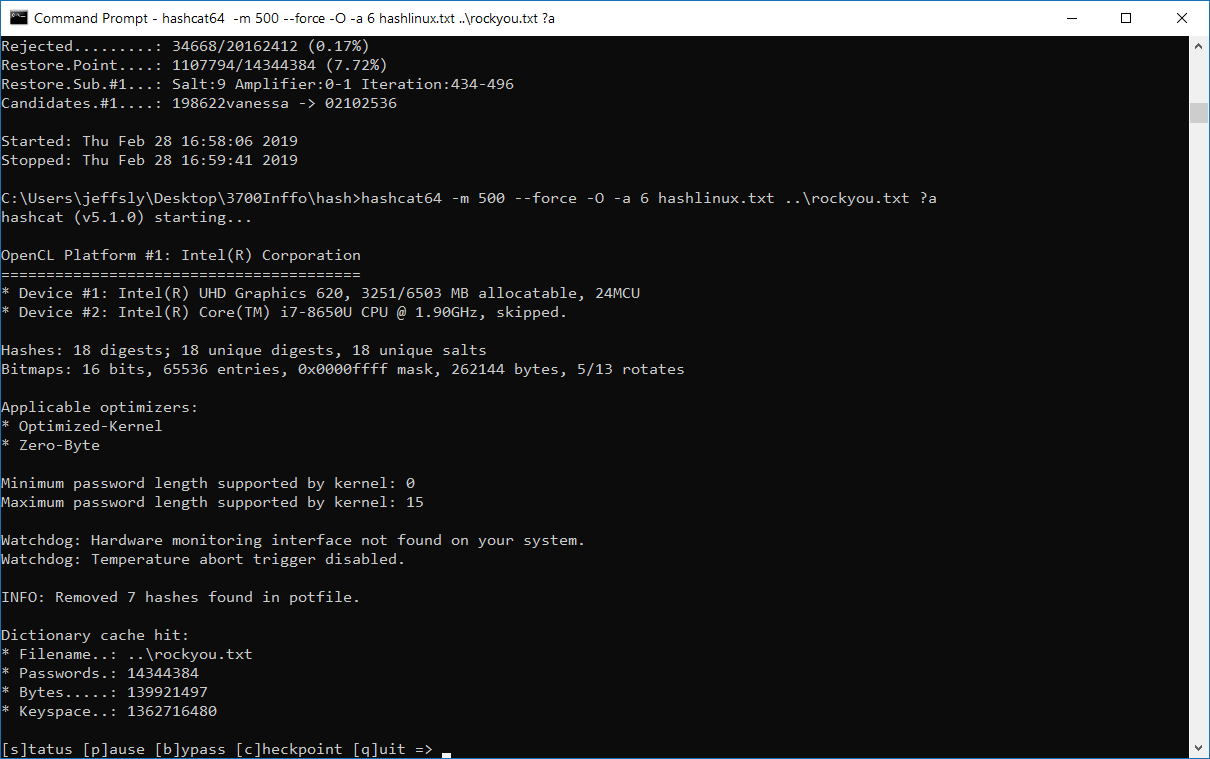 Command Prompt - hashcat64  -m 500 --force -O -a 6 hashlinux.txt ..\rockyou.txt ?a
Rejected.........: 34668/20162412 (0.17%)
Restore.Point....: 1107794/14344384 (7.72%)
Restore.Sub.#1...: Salt:9 Amplifier:0-1 Iteration:434-496
Candidates.#1....: 198622vanessa -> 02102536
Started: Thu Feb 28 16:58:06 2019
Stopped: Thu Feb 28 16:59:41 2019
C:\Users\jeffsly\Desktop\3700Inffo\hash>hashcat64 -m 500 --force -O -a 6 hashlinux.txt ..\rockyou.txt ?a
hashcat (v5.1.0) starting...
OpenCL Platform #1: Intel(R) Corporation
========================================
* Device #1: Intel(R) UHD Graphics 620, 3251/6503 MB allocatable, 24MCU
* Device #2: Intel(R) Core(TM) i7-8650U CPU @ 1.90GHz, skipped.
Hashes: 18 digests; 18 unique digests, 18 unique salts
Bitmaps: 16 bits, 65536 entries, 0x0000ffff mask, 262144 bytes, 5/13 rotates
Applicable optimizers:
* Optimized-Kernel
* Zero-Byte
Minimum password length supported by kernel: 0
Maximum password length supported by kernel: 15
Watchdog: Hardware monitoring interface not found on your system.
Watchdog: Temperature abort trigger disabled.
INFO: Removed 7 hashes found in potfile.
Dictionary cache hit:
* Filename..: ..\rockyou.txt
* Passwords.: 14344384
* Bytes.....: 139921497
* Keyspace..: 1362716480
[s]tatus [p]ause [b]ypass [c]heckpoint [q]uit =>